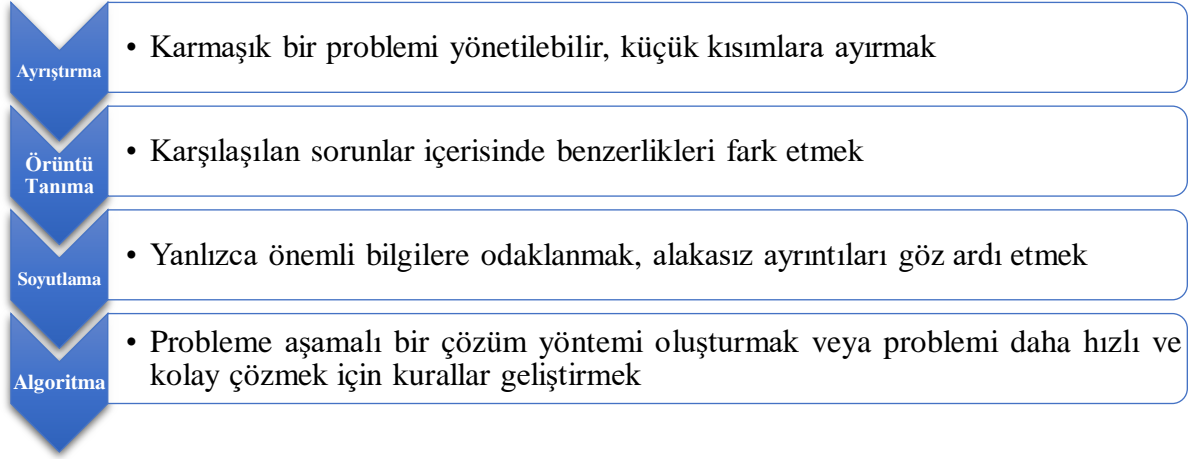 Ayrıştırma
• Karmaşık bir problemi yönetilebilir, küçük kısımlara ayırmak
Örüntü
Tanıma
• Karşılaşılan sorunlar içerisinde benzerlikleri fark etmek
Soyutlama
• Yanlızca önemli bilgilere odaklanmak, alakasız ayrıntıları göz ardı etmek
Algoritma
• Probleme aşamalı bir çözüm yöntemi oluşturmak veya problemi daha hızlı ve
kolay çözmek için kurallar geliştirmek